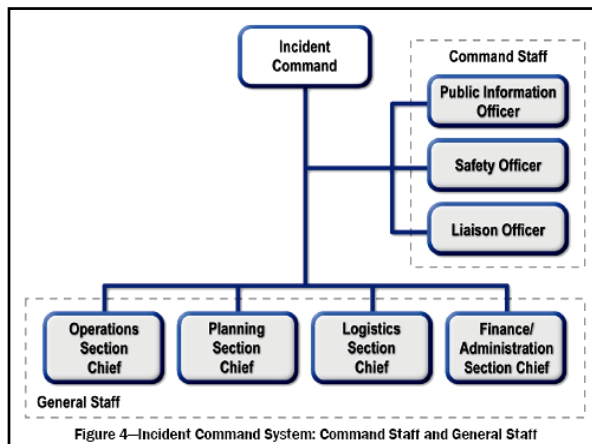 Incident
Command
Command Staff
Public Information
Officer
Safety Officer
Liaison Officer
Operations
Section
Chief
Planning
Section
Chief
Logistics
Section
Chief
Finance/
Administration
Section Chief
General Staff
Figure 4—Incident Command System: Command Staff and General Staff